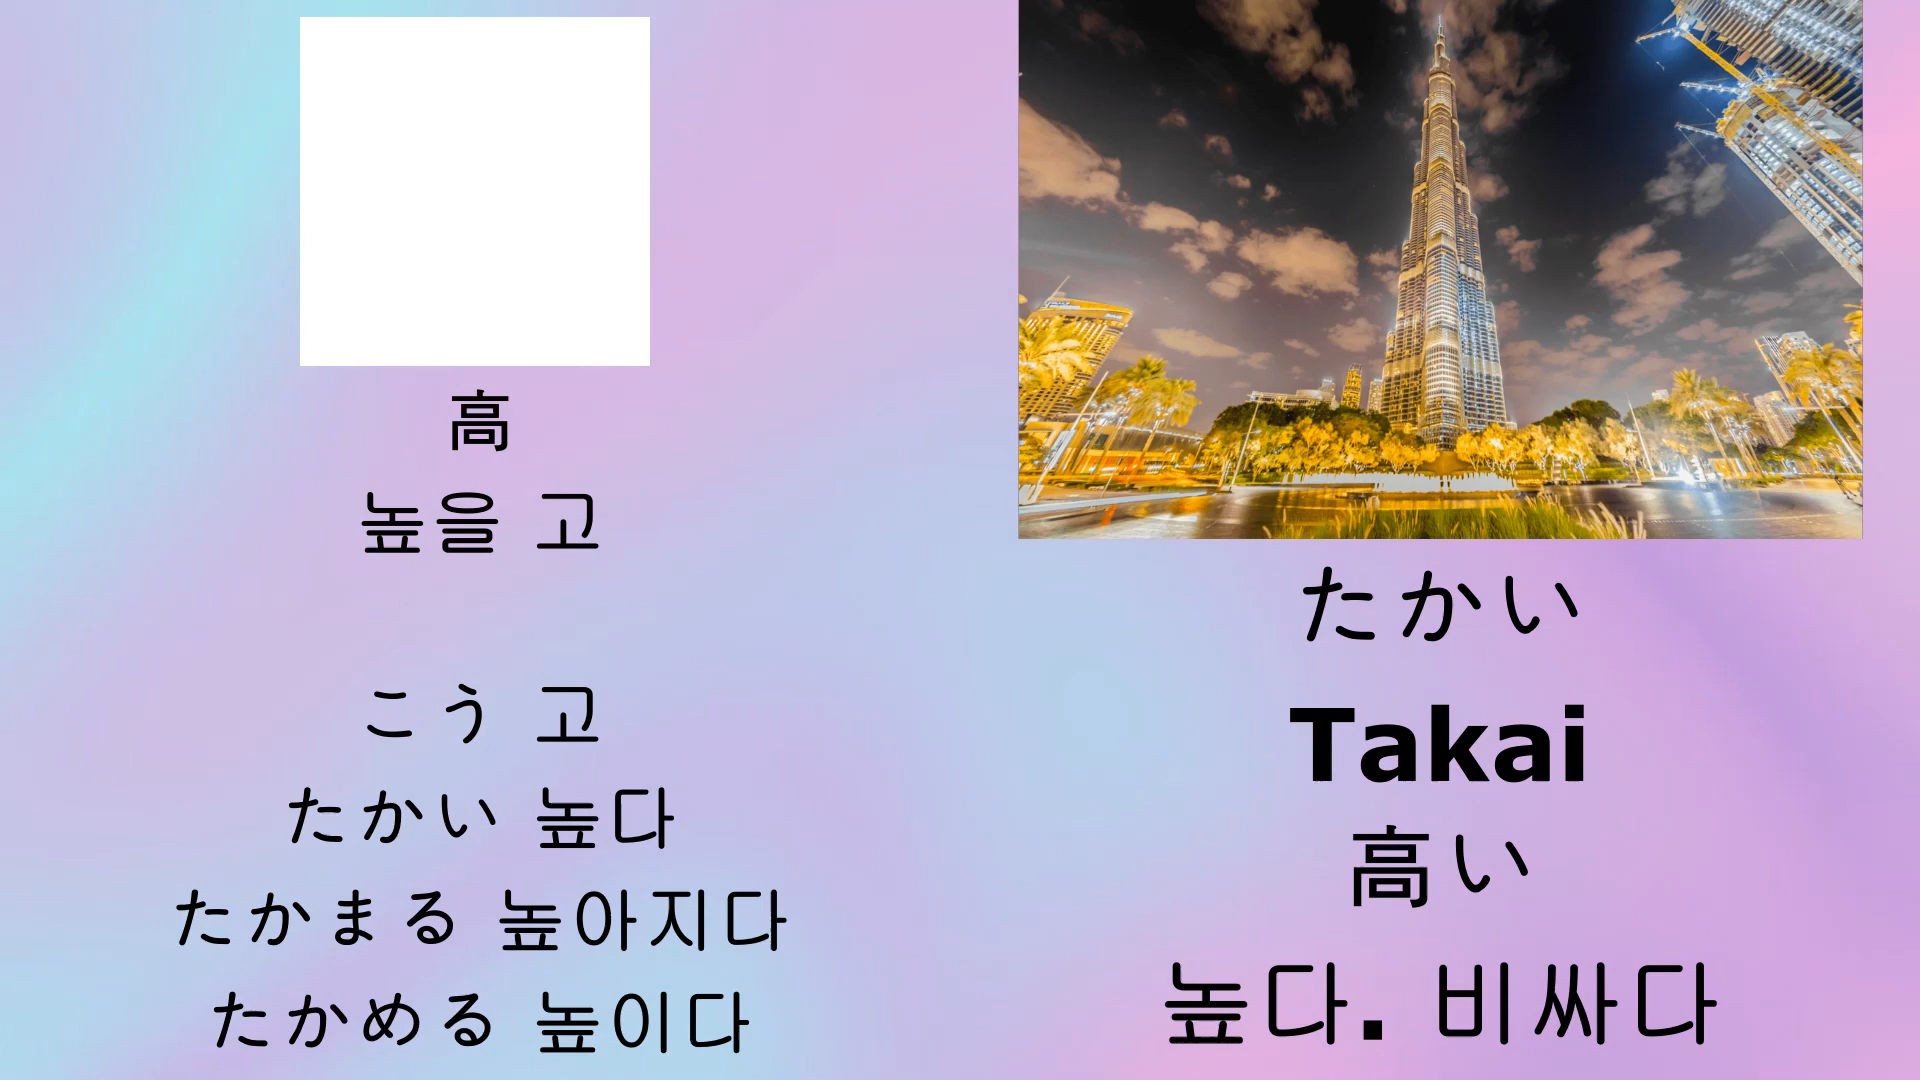 高
높을 고
こう 고
たかい 높다
たかまる 높아지다
たかめる 높이다
たかい
Takai
高い
높다. 비싸다